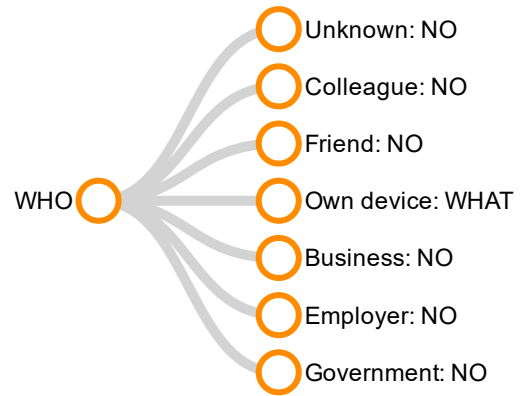 WHO
Unknown: NO
Colleague: NO
Friend: NO
Own device: WHAT
Business: NO
Employer: NO
Government: NO